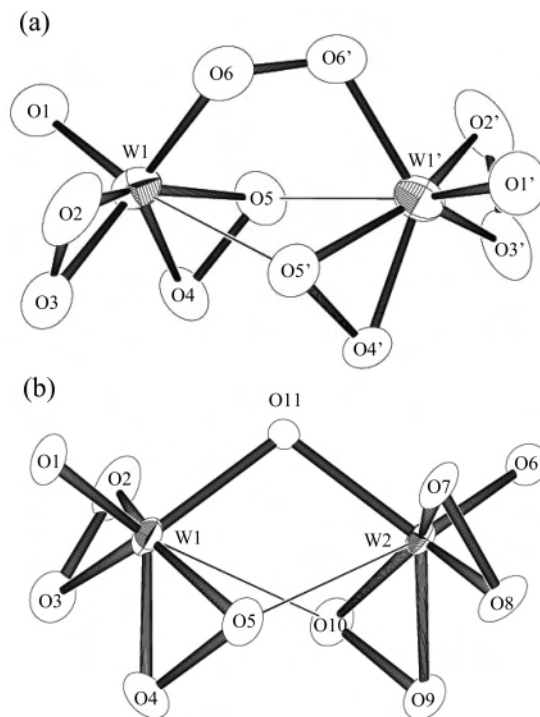 (a)
O6 O6'
O1 O2'
W1 W1'
O1'
O2 O5
O3'
O5'
O3 O4
O4'
(b)
O11
O1 O2 O7 O6
W1 W2
O3 O8
O5 O10
O4 O9